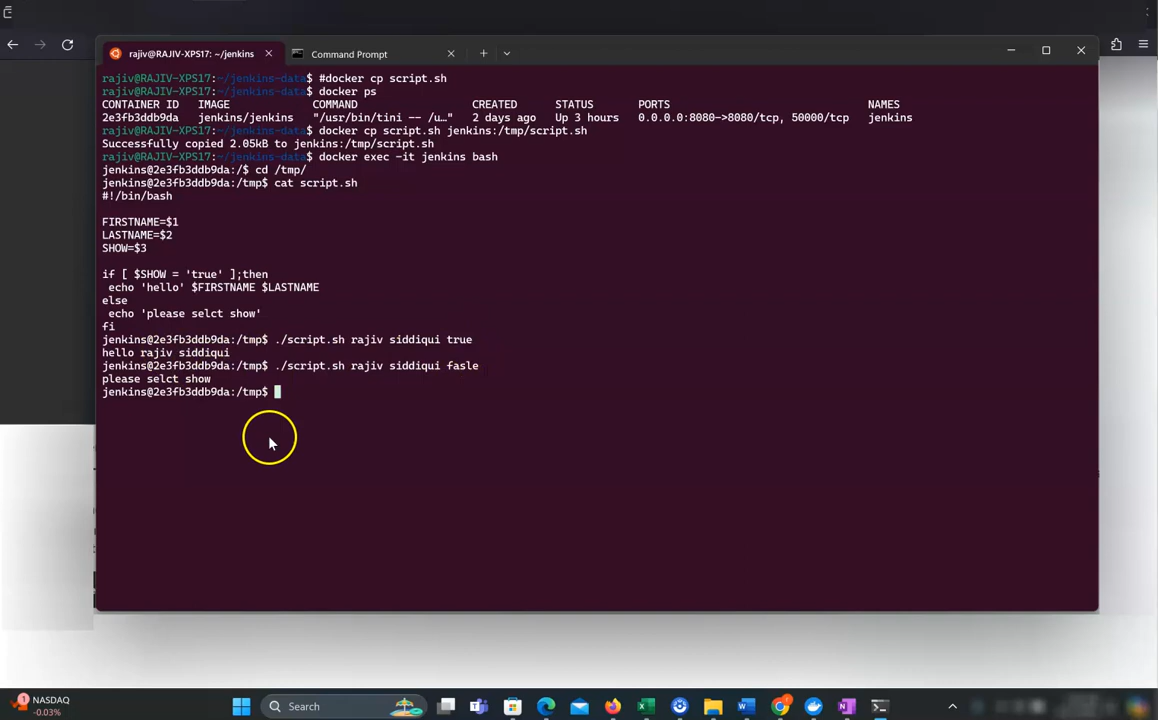 rajiv@RAJIV-XPS17: ~/jenkins
Command Prompt
rajiv@RAJIV-XPS17:~/jenkins-data$ #docker cp script.sh
rajiv@RAJIV-XPS17:~/jenkins-data$ docker ps
CONTAINER ID IMAGE COMMAND CREATED STATUS PORTS NAMES
2e3fb3ddb9da jenkins/jenkins "/usr/bin/tini -- /u…" 2 days ago Up 3 hours 0.0.0.0:8080->8080/tcp, 50000/tcp jenkins
rajiv@RAJIV-XPS17:~/jenkins-data$ docker cp script.sh jenkins:/tmp/script.sh
Successfully copied 2.05kB to jenkins:/tmp/script.sh
rajiv@RAJIV-XPS17:~/jenkins-data$ docker exec -it jenkins bash
jenkins@2e3fb3ddb9da:/$ cd /tmp/
jenkins@2e3fb3ddb9da:/tmp$ cat script.sh
#!/bin/bash
FIRSTNAME=$1
LASTNAME=$2
SHOW=$3
if [ $SHOW = 'true' ];then
echo 'hello' $FIRSTNAME $LASTNAME
else
echo 'please selct show'
fi
jenkins@2e3fb3ddb9da:/tmp$ ./script.sh rajiv siddiqui true
hello rajiv siddiqui
jenkins@2e3fb3ddb9da:/tmp$ ./script.sh rajiv siddiqui fasle
please selct show
jenkins@2e3fb3ddb9da:/tmp$
1
NASDAQ
-0.03%
Search